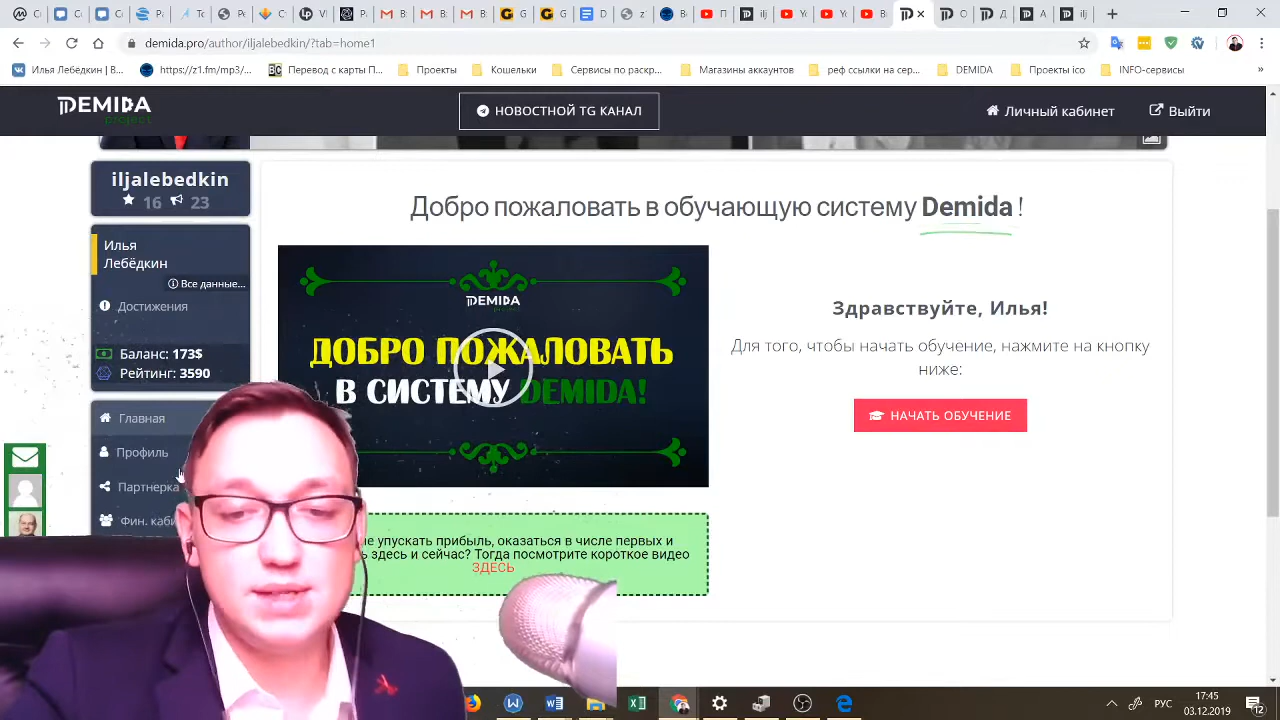 demida.pro/author/iljalebedkin/?tab=home1
Илья Лебёдкин | В...
https://z1.fm/mp3/...
Перевод с карты П...
Проекты
Кошельки
Сервисы по раскр...
Магазины аккаунтов
реф ссылки на сер...
DEMIDA
Проекты ico
INFO-сервисы
»
DEMIDA
project
НОВОСТНОЙ TG КАНАЛ
Личный кабинет
Выйти
iljalebedkin
16 23
Илья
Лебёдкин
Все данные...
Достижения
Баланс: 173$
Рейтинг: 3590
Главная
Профиль
Партнерка
Фин. каби
Добро пожаловать в обучающую систему Demida !
DEMIDA
project
ДОБРО ПОЖАЛОВАТЬ
В СИСТЕМУ DEMIDA!
Здравствуйте, Илья!
Для того, чтобы начать обучение, нажмите на кнопку
ниже:
НАЧАТЬ ОБУЧЕНИЕ
не упускать прибыль, оказаться в числе первых и
ь здесь и сейчас? Тогда посмотрите короткое видео
ЗДЕСЬ
РУС
17:45
03.12.2019
12